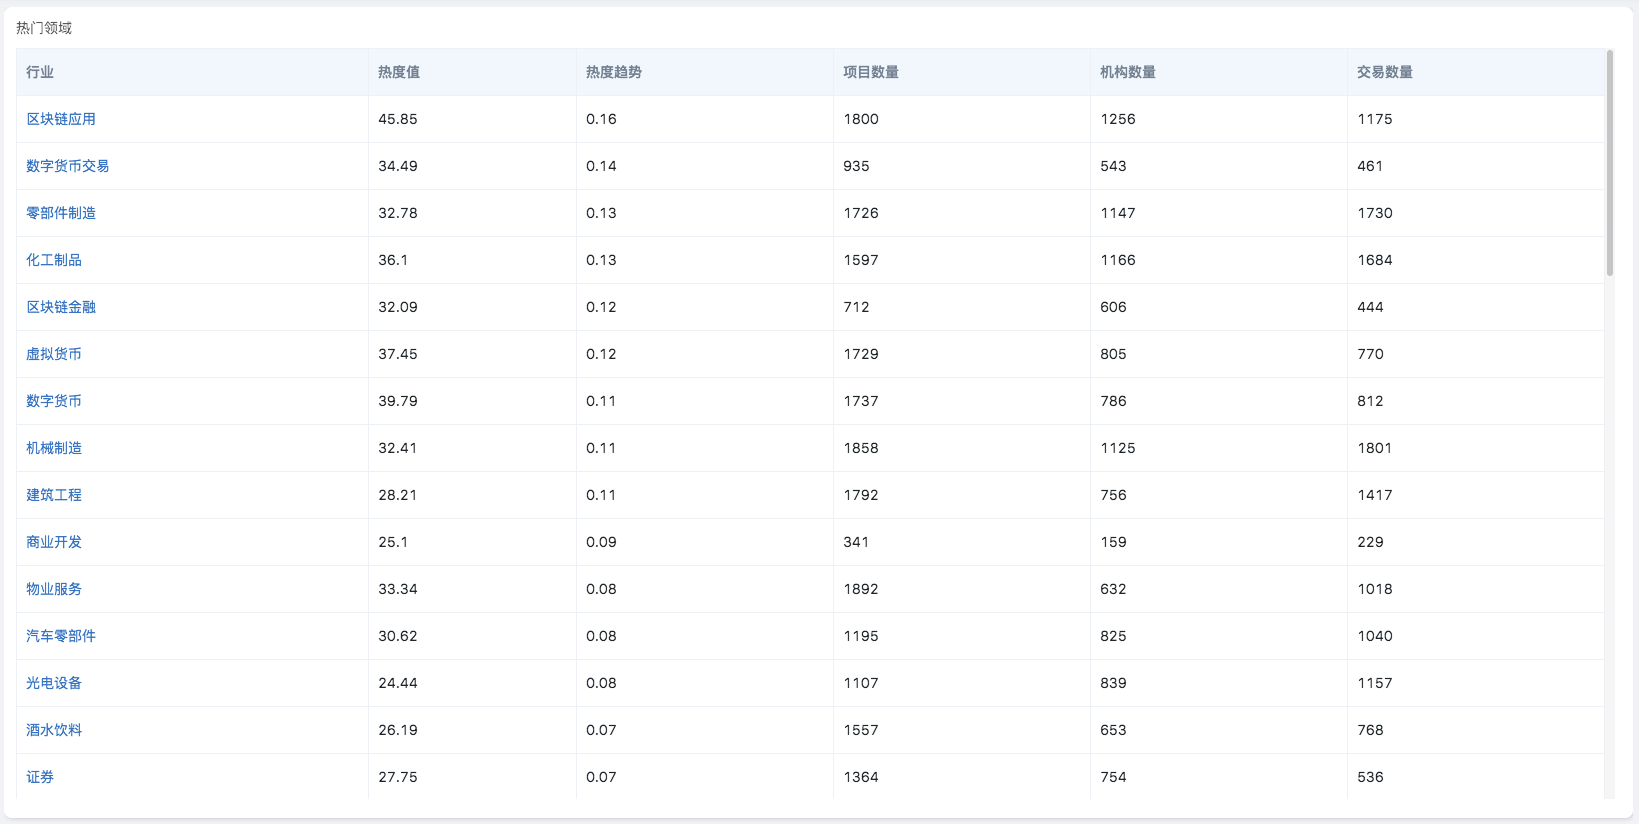 热门领域
行业 热度值 热度趋势 项目数量 机构数量 交易数量
区块链应用 45.85 0.16 1800 1256 1175
数字货币交易 34.49 0.14 935 543 461
零部件制造 32.78 0.13 1726 1147 1730
化工制品 36.1 0.13 1597 1166 1684
区块链金融 32.09 0.12 712 606 444
虚拟货币 37.45 0.12 1729 805 770
数字货币 39.79 0.11 1737 786 812
机械制造 32.41 0.11 1858 1125 1801
建筑工程 28.21 0.11 1792 756 1417
商业开发 25.1 0.09 341 159 229
物业服务 33.34 0.08 1892 632 1018
汽车零部件 30.62 0.08 1195 825 1040
光电设备 24.44 0.08 1107 839 1157
酒水饮料 26.19 0.07 1557 653 768
证券 27.75 0.07 1364 754 536